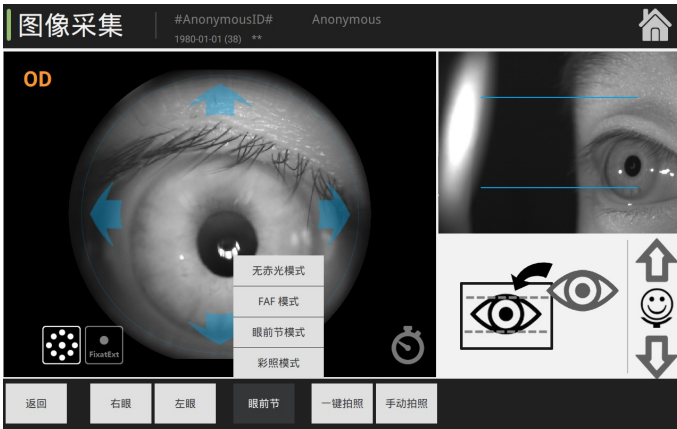 图像采集
#AnonymousID# Anonymous
1980-01-01 (38) **
OD
无赤光模式
FAF 模式
眼前节模式
彩照模式
FixatExt
返回
右眼
左眼
眼前节
一键拍照
手动拍照